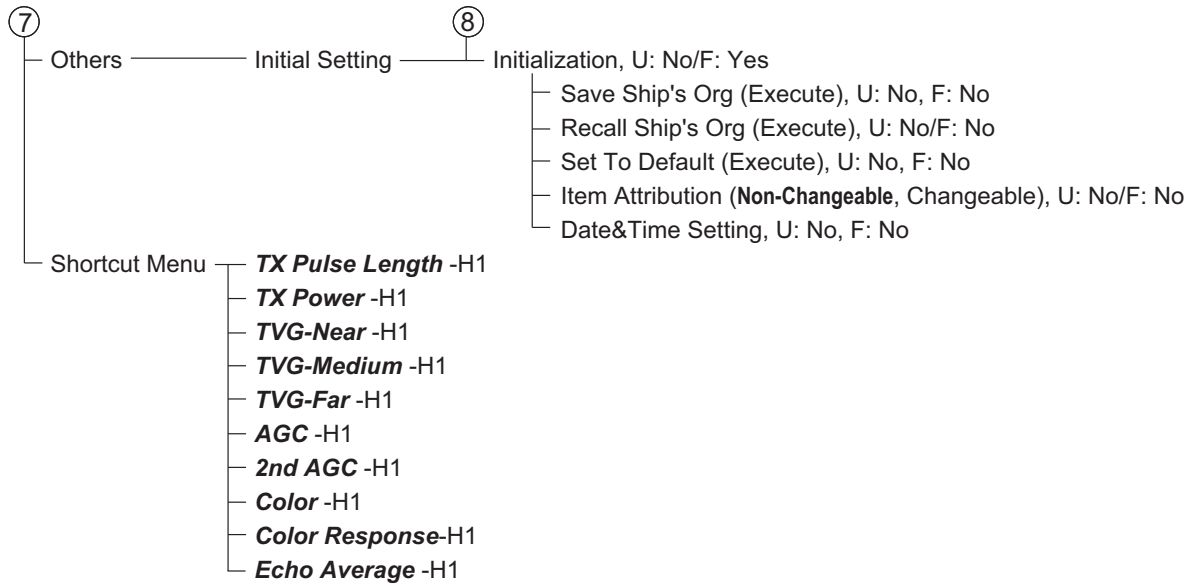 7 8
Others Initial Setting Initialization, U: No/F: Yes
Save Ship's Org (Execute), U: No, F: No
Recall Ship's Org (Execute), U: No/F: No
Set To Default (Execute), U: No, F: No
Item Attribution (Non-Changeable, Changeable), U: No/F: No
Date&Time Setting, U: No, F: No
Shortcut Menu TX Pulse Length -H1
TX Power -H1
TVG-Near -H1
TVG-Medium -H1
TVG-Far -H1
AGC -H1
2nd AGC -H1
Color -H1
Color Response-H1
Echo Average -H1